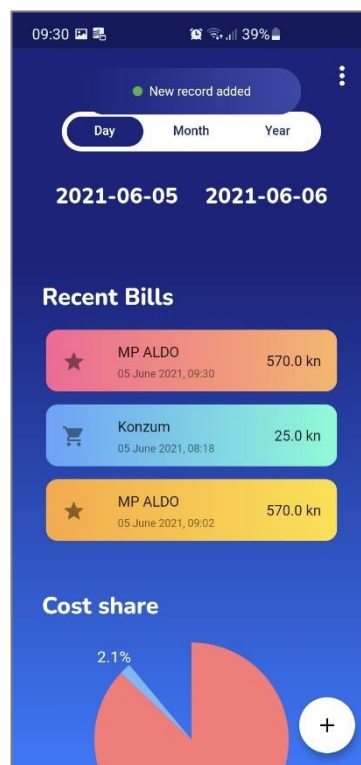 09:30 39%
New record added
Day Month Year
2021-06-05 2021-06-06
Recent Bills
MP ALDO
05 June 2021, 09:30
570.0 kn
Konzum
05 June 2021, 08:18
25.0 kn
MP ALDO
05 June 2021, 09:02
570.0 kn
Cost share
2.1%
+